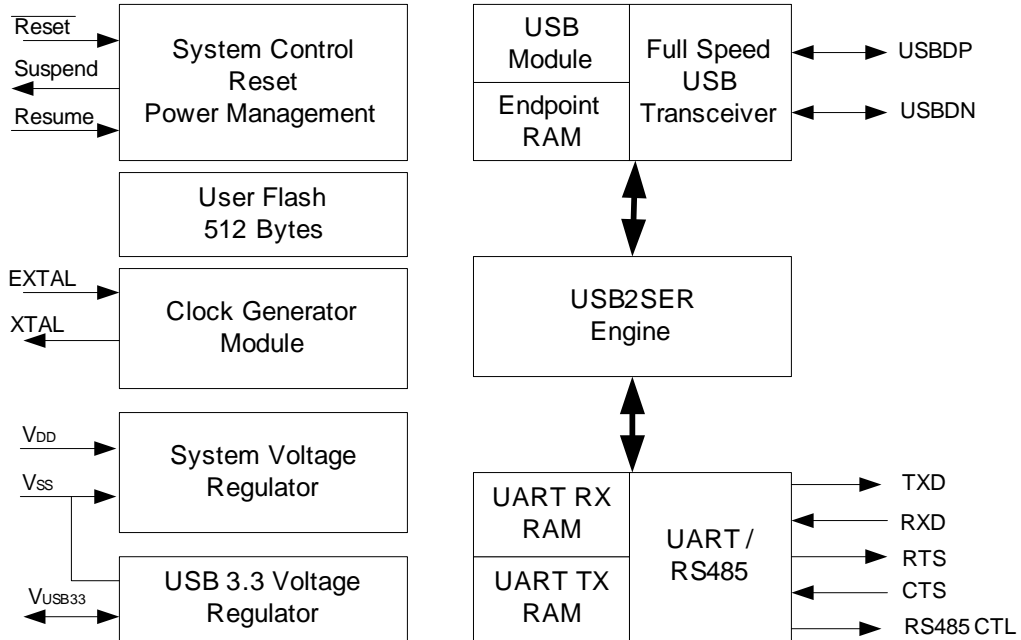 Reset
Suspend
Resume
System Control
Reset
Power Management
User Flash
512 Bytes
EXTAL
XTAL
Clock Generator
Module
VDD
VSS
System Voltage
Regulator
VUSB33
USB 3.3 Voltage
Regulator
USB
Module
Endpoint
RAM
Full Speed
USB
Transceiver
USBDP
USBDN
USB2SER
Engine
UART RX
RAM
UART TX
RAM
UART /
RS485
TXD
RXD
RTS
CTS
RS485 CTL